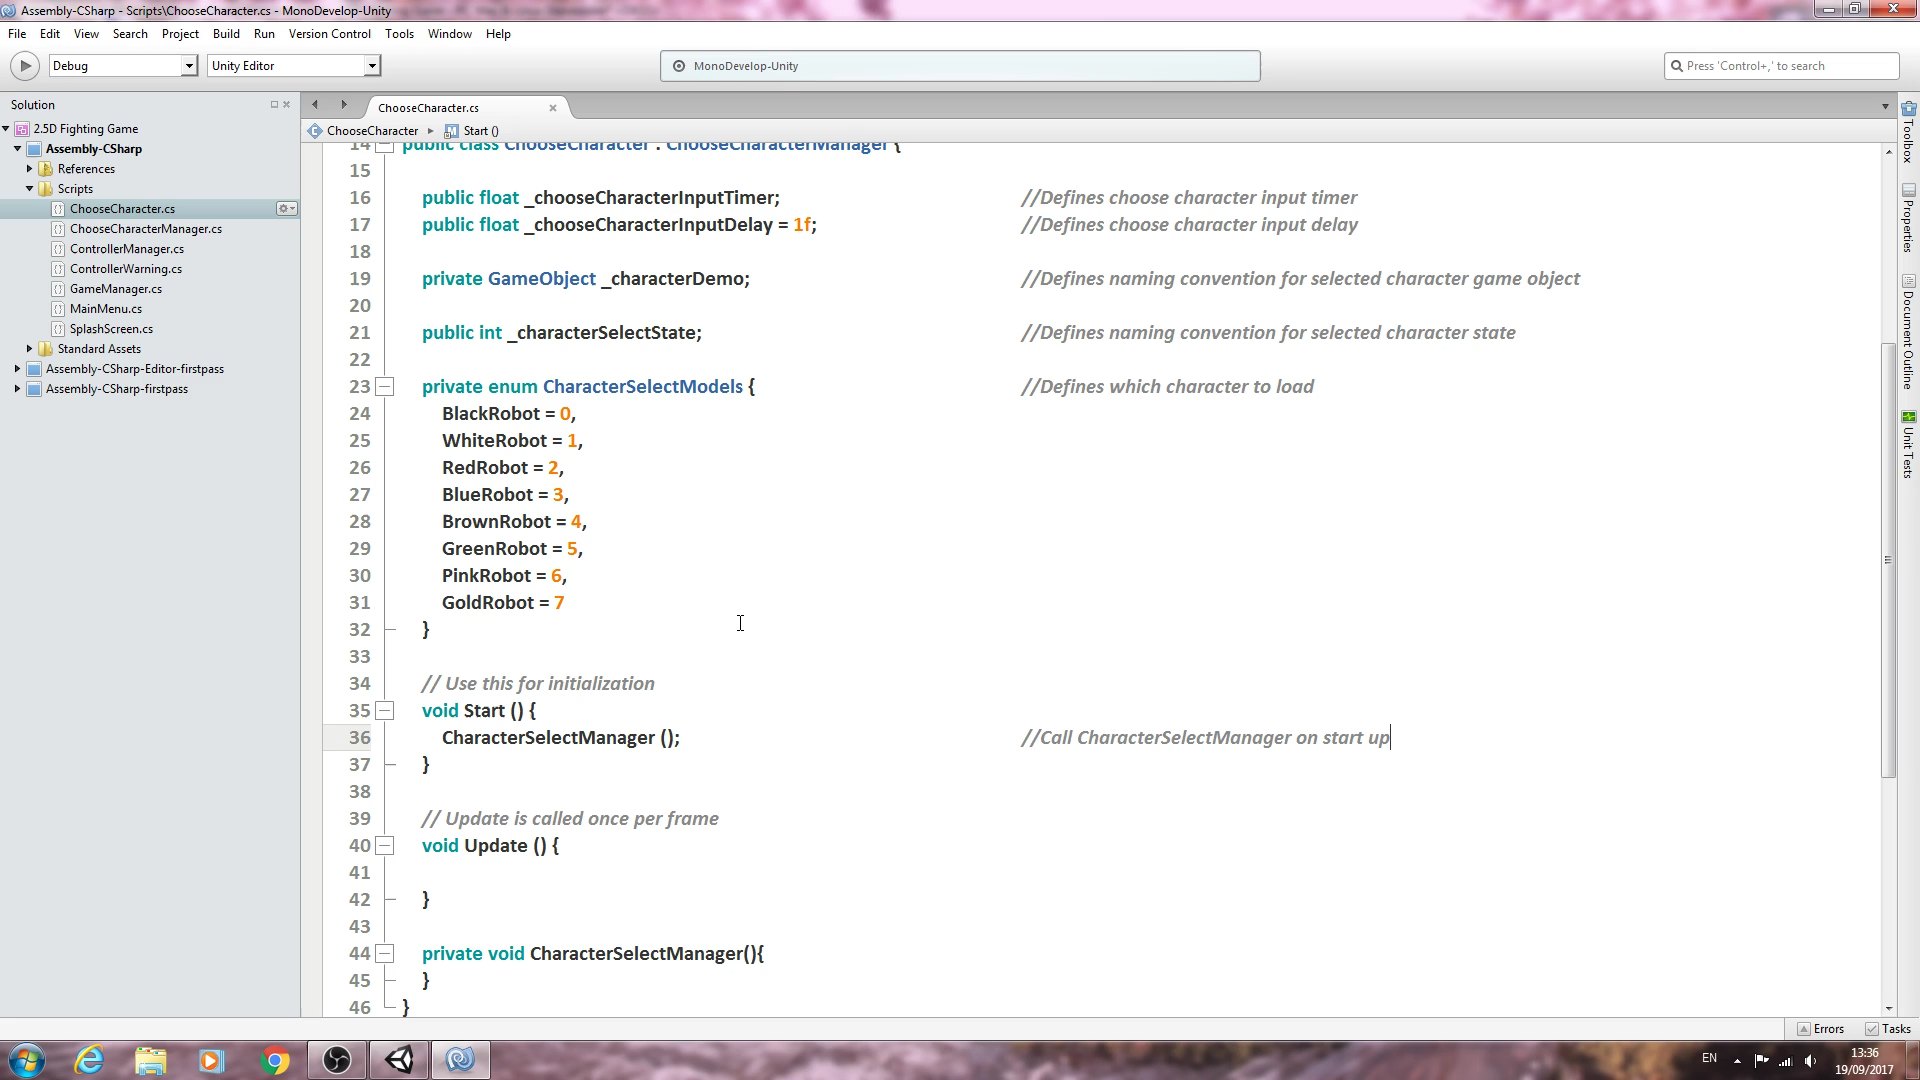 Assembly-CSharp - Scripts\ChooseCharacter.cs - MonoDevelop-Unity
File Edit View Search Project Build Run Version Control Tools Window Help
Debug Unity Editor MonoDevelop-Unity Press 'Control+,' to search
Solution
2.5D Fighting Game
Assembly-CSharp
References
Scripts
ChooseCharacter.cs
ChooseCharacterManager.cs
ControllerManager.cs
ControllerWarning.cs
GameManager.cs
MainMenu.cs
SplashScreen.cs
Standard Assets
Assembly-CSharp-Editor-firstpass
Assembly-CSharp-firstpass
ChooseCharacter.cs
ChooseCharacter Start ()
14 public class ChooseCharacter : ChooseCharacterManager {
15
16 public float _chooseCharacterInputTimer; //Defines choose character input timer
17 public float _chooseCharacterInputDelay = 1f; //Defines choose character input delay
18
19 private GameObject _characterDemo; //Defines naming convention for selected character game object
20
21 public int _characterSelectState; //Defines naming convention for selected character state
22
23 private enum CharacterSelectModels { //Defines which character to load
24 BlackRobot = 0,
25 WhiteRobot = 1,
26 RedRobot = 2,
27 BlueRobot = 3,
28 BrownRobot = 4,
29 GreenRobot = 5,
30 PinkRobot = 6,
31 GoldRobot = 7
32 }
33
34 // Use this for initialization
35 void Start () {
36 CharacterSelectManager (); //Call CharacterSelectManager on start up
37 }
38
39 // Update is called once per frame
40 void Update () {
41
42 }
43
44 private void CharacterSelectManager(){
45 }
46 }
Toolbox
Properties
Document Outline
Unit Tests
Errors Tasks
EN
13:36
19/09/2017